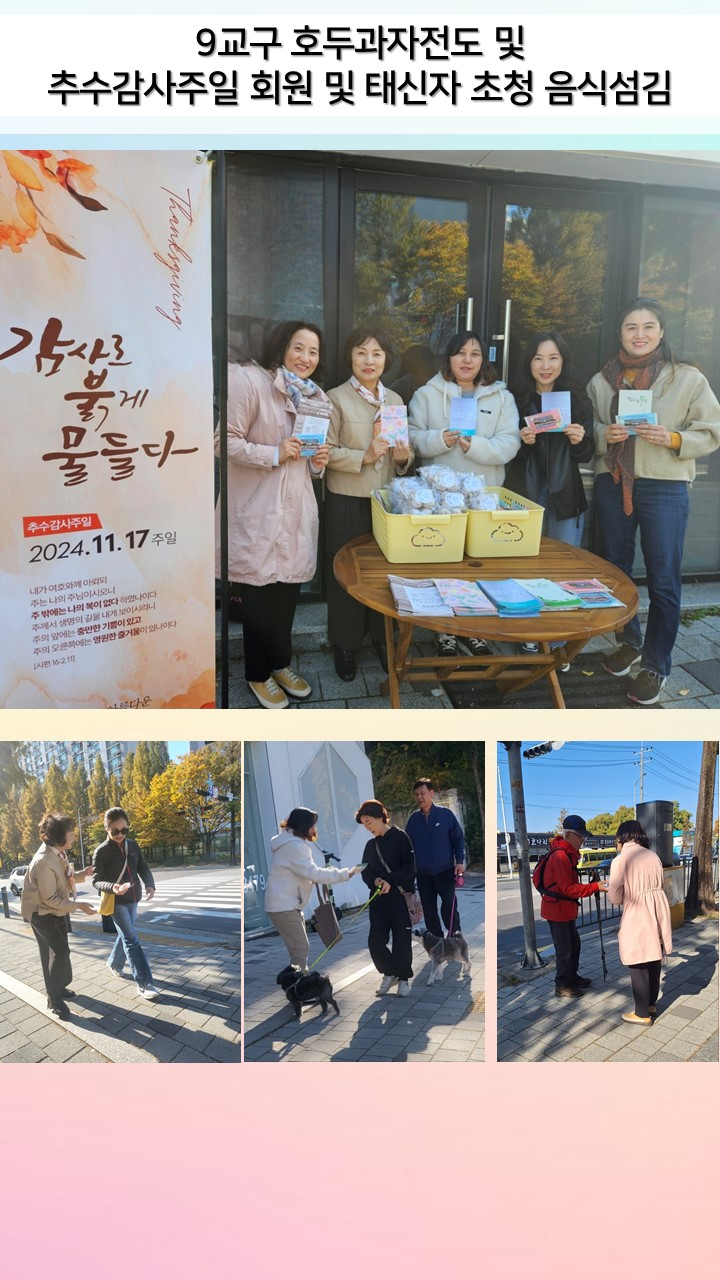 9교구 호두과자전도 및
추수감사주일 회원 및 태신자 초청 음식섬김
Thanksgiving
감사로
붉게
물들다
추수감사주일
2024.11.17 주일
내가 여호와께 아뢰되
주는 나의 주님이시오니
주 밖에는 나의 복이 없다 하였나이다
주께서 생명의 길을 내게 보이시리니
주의 앞에는 충만한 기쁨이 있고
주의 오른쪽에는 영원한 즐거움이 있나이다
[시편 16:2,11]
아름다운